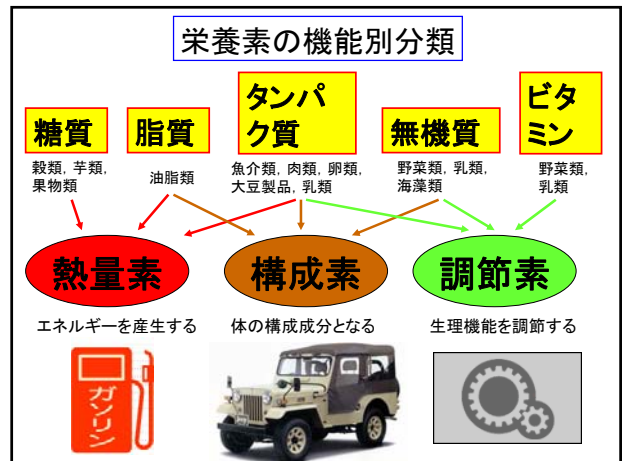 栄養素の機能別分類
糖質
脂質
タンパ
ク質
無機質
ビタ
ミン
穀類, 芋類,
果物類
油脂類
魚介類, 肉類, 卵類,
大豆製品, 乳類
野菜類, 乳類,
海藻類
野菜類,
乳類
熱量素
構成素
調節素
エネルギーを産生する
体の構成成分となる
生理機能を調節する
ガソリン